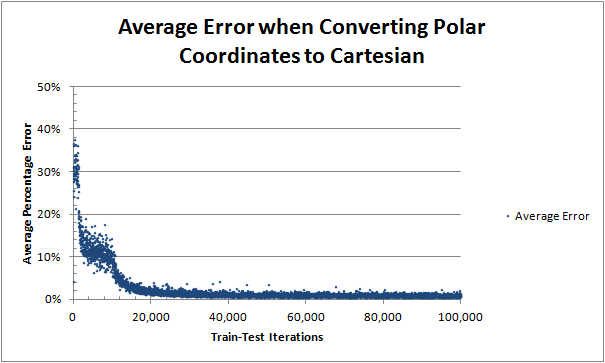 Average Error when Converting Polar
Coordinates to Cartesian
50%
40%
30%
20%
10%
0%
Average Percentage Error
0 20,000 40,000 60,000 80,000 100,000
Train-Test Iterations
Average Error